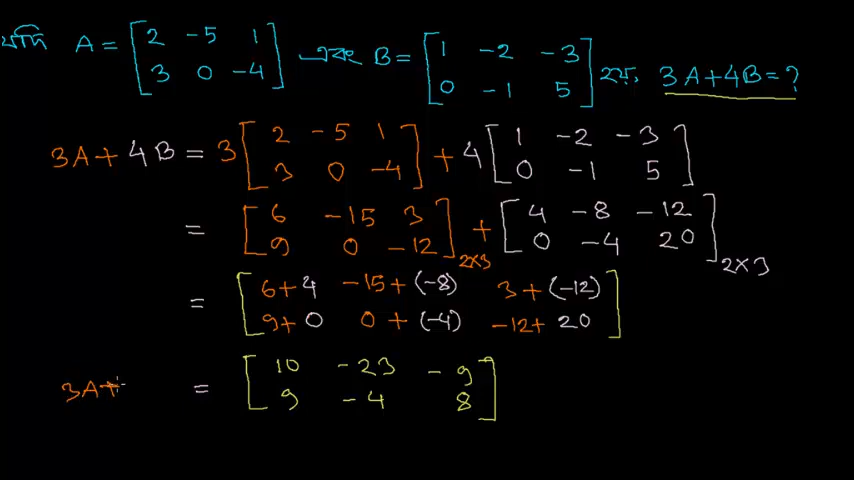 যদি A = [2 -5 1 এবং B = [1 -2 -3 হয়, 3A+4B=?
3 0 -4] 0 -1 5]
3A + 4B = 3 [2 -5 1 + 4 [1 -2 -3
3 0 -4] 0 -1 5]
= [6 -15 3 + [4 -8 -12
9 0 -12]2×3 0 -4 20]2×3
= [6+4 -15+(-8) 3+(-12)
9+0 0+(-4) -12+20]
3A+ = [10 -23 -9
9 -4 8]